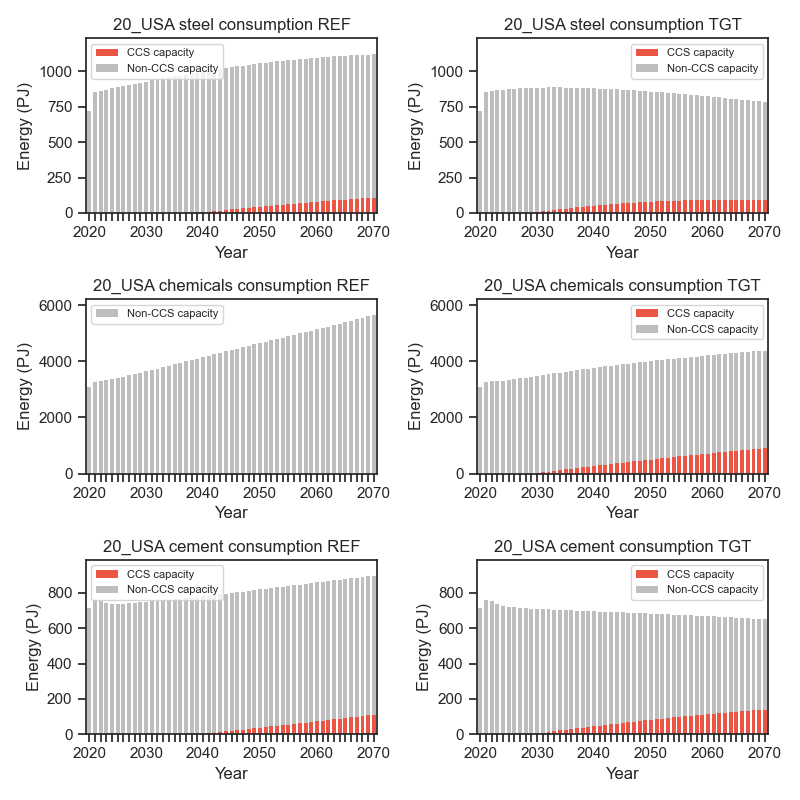 20_USA steel consumption REF
Energy (PJ)
1000
750
500
250
0
CCS capacity
Non-CCS capacity
2020 2030 2040 2050 2060 2070
Year
20_USA steel consumption TGT
Energy (PJ)
1000
750
500
250
0
CCS capacity
Non-CCS capacity
2020 2030 2040 2050 2060 2070
Year
20_USA chemicals consumption REF
Energy (PJ)
6000
4000
2000
0
Non-CCS capacity
2020 2030 2040 2050 2060 2070
Year
20_USA chemicals consumption TGT
Energy (PJ)
6000
4000
2000
0
CCS capacity
Non-CCS capacity
2020 2030 2040 2050 2060 2070
Year
20_USA cement consumption REF
Energy (PJ)
800
600
400
200
0
CCS capacity
Non-CCS capacity
2020 2030 2040 2050 2060 2070
Year
20_USA cement consumption TGT
Energy (PJ)
800
600
400
200
0
CCS capacity
Non-CCS capacity
2020 2030 2040 2050 2060 2070
Year